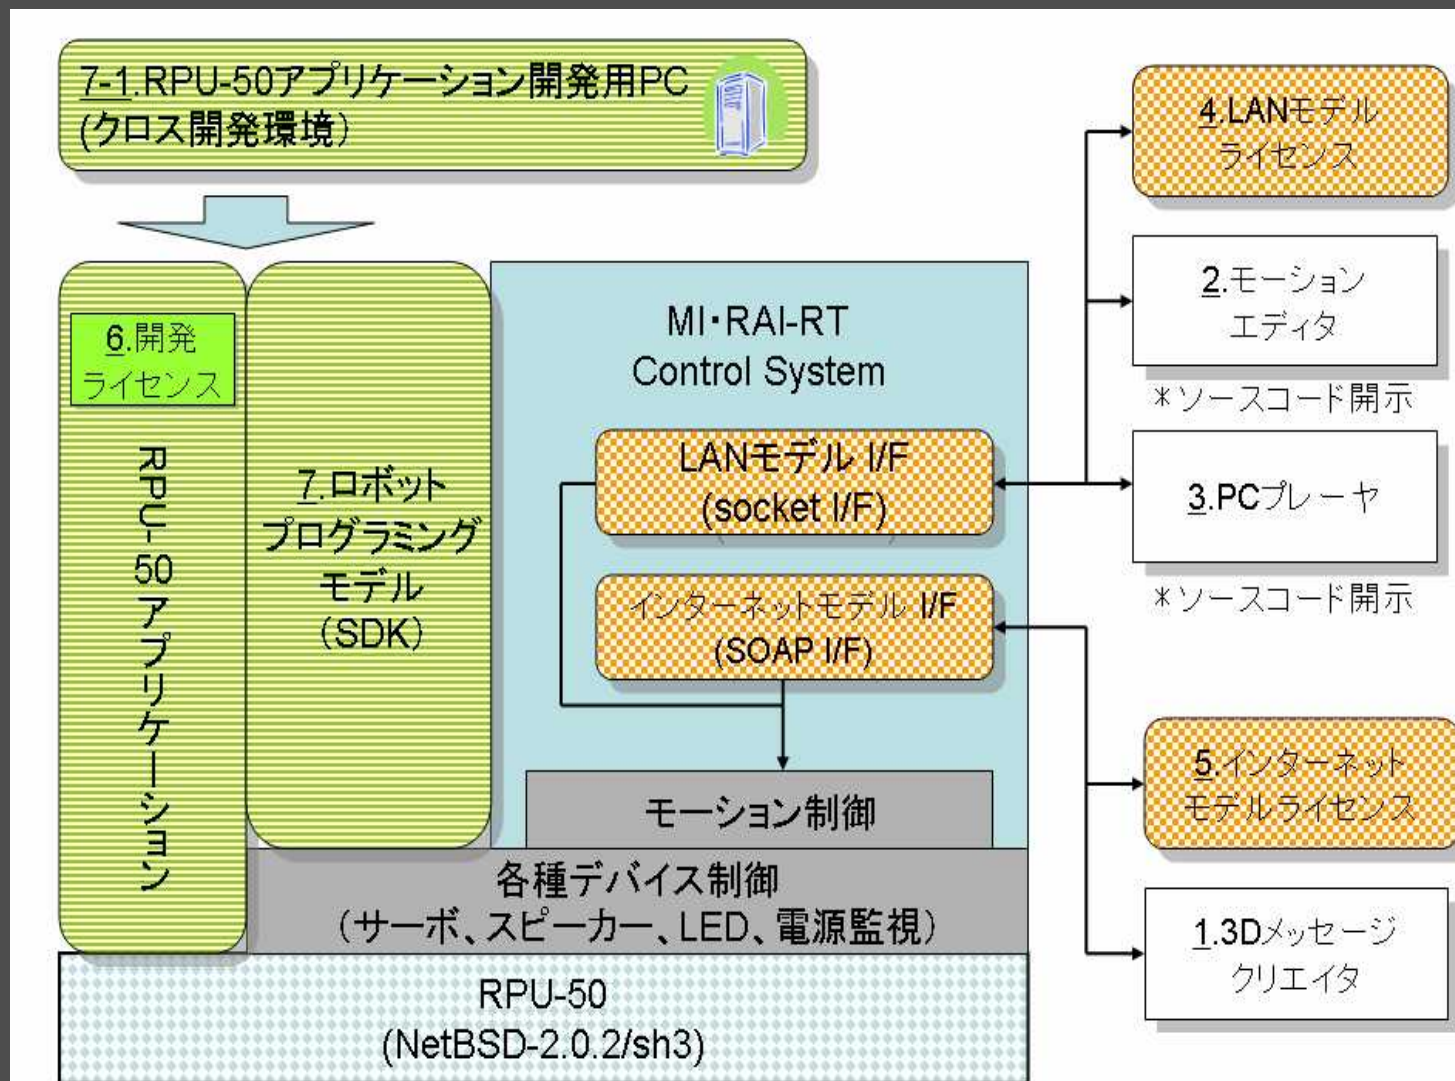 7-1.RPU-50アプリケーション開発用PC
(クロス開発環境)
6.開発
ライセンス
RPU-50アプリケーション
7.ロボット
プログラミング
モデル
(SDK)
MI・RAI-RT
Control System
LANモデル I/F
(socket I/F)
インターネットモデル I/F
(SOAP I/F)
モーション制御
各種デバイス制御
(サーボ、スピーカー、LED、電源監視)
RPU-50
(NetBSD-2.0.2/sh3)
4.LANモデル
ライセンス
2.モーション
エディタ
*ソースコード開示
3.PCプレーヤ
*ソースコード開示
5.インターネット
モデルライセンス
1.3Dメッセージ
クリエイタ